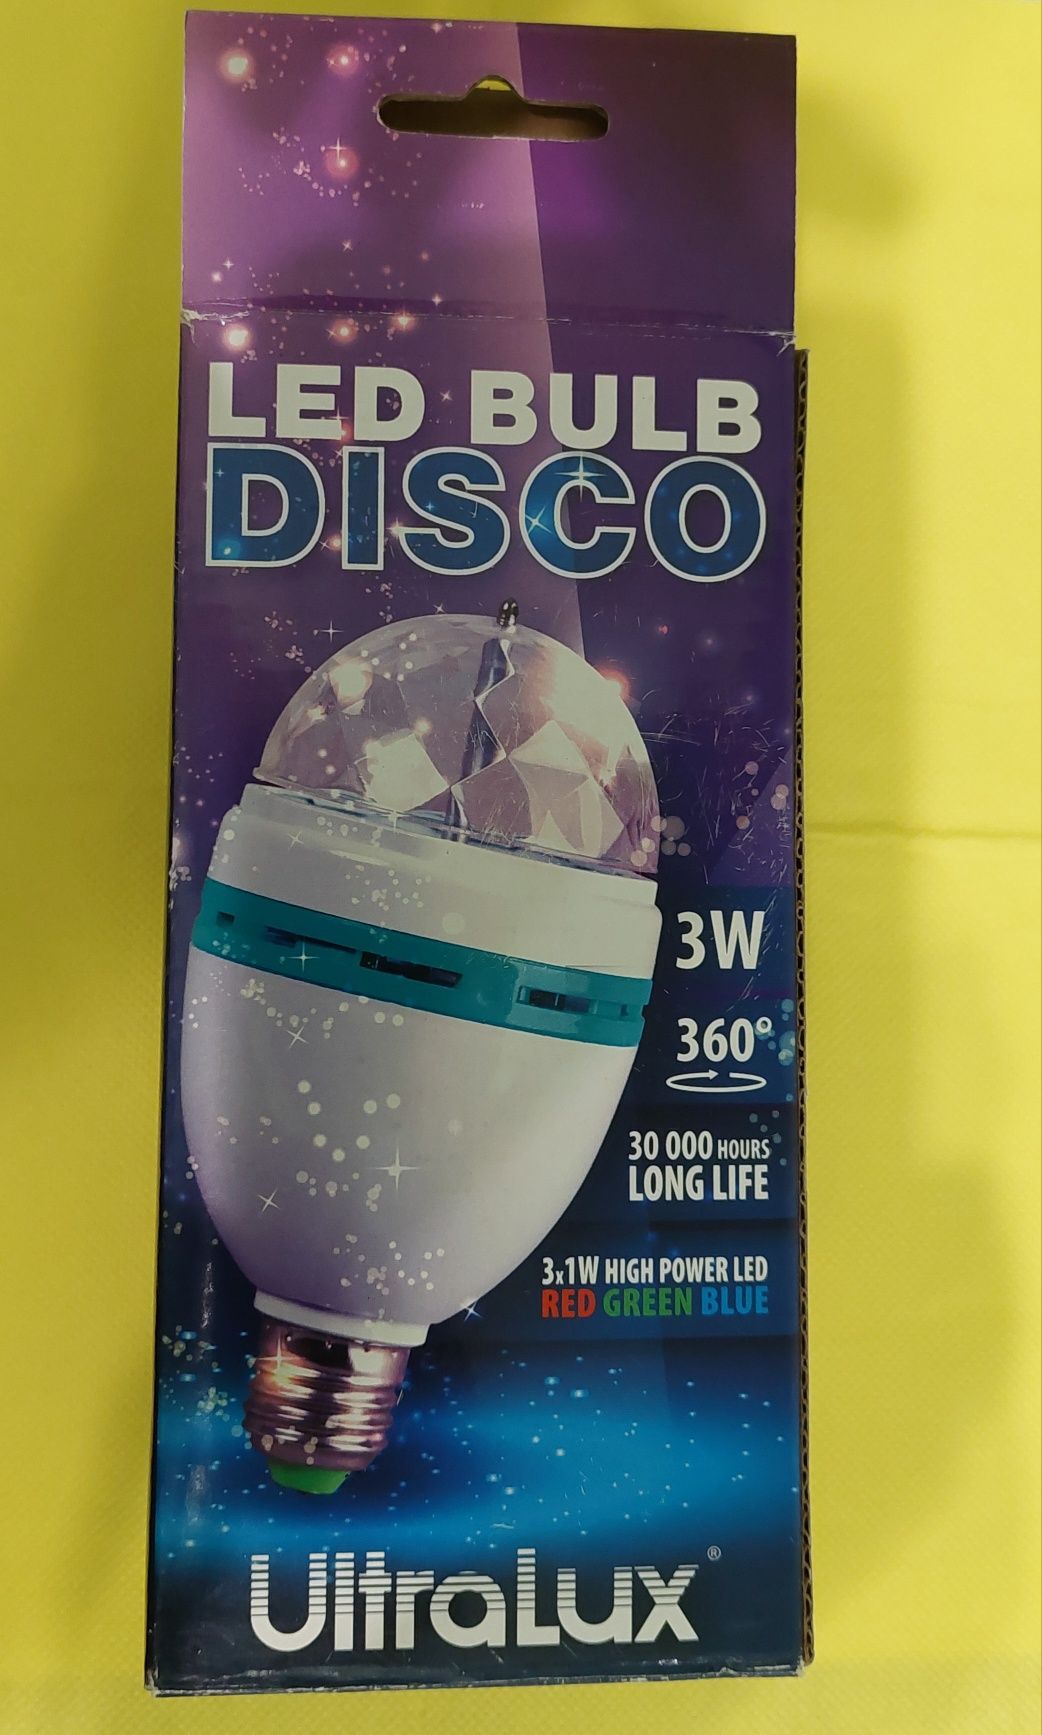 LED BULB
DISCO
3W
360°
30 000 HOURS
LONG LIFE
3x1W HIGH POWER LED
RED GREEN BLUE
UltraLux®